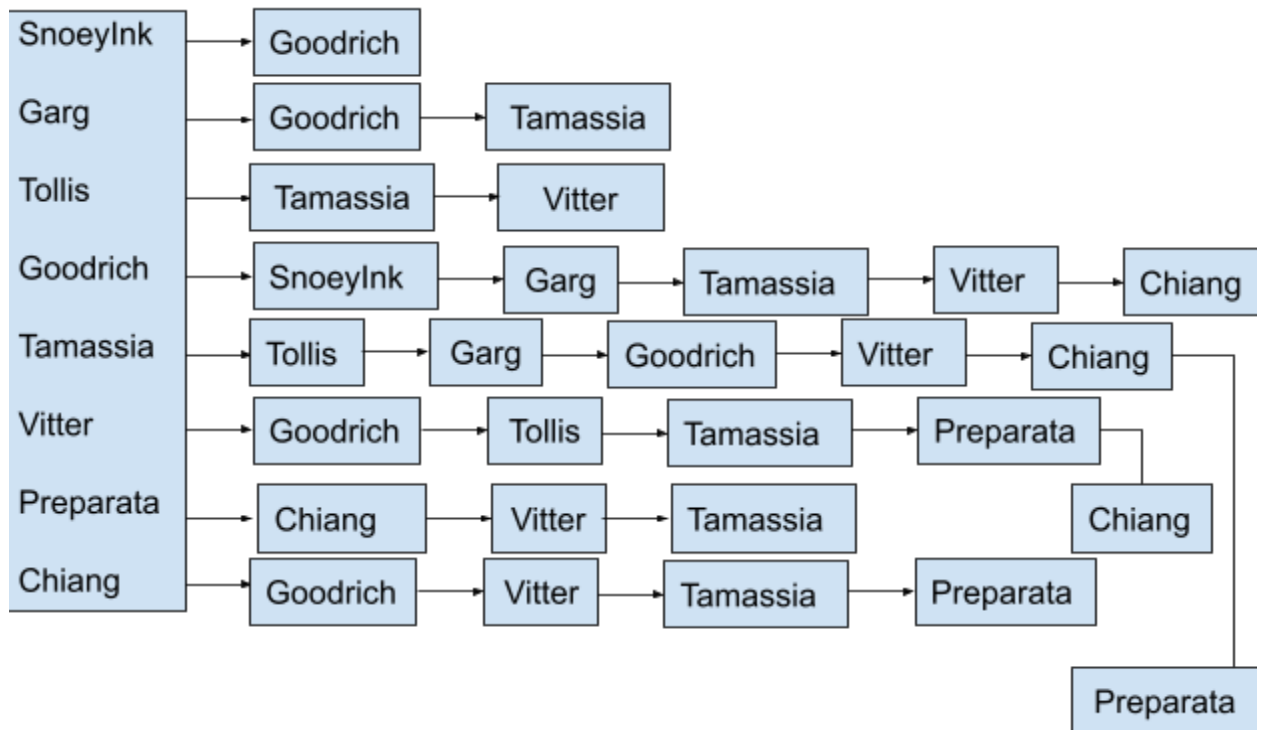 SnoeyInk Goodrich
Garg Goodrich Tamassia
Tollis Tamassia Vitter
Goodrich SnoeyInk Garg Tamassia Vitter Chiang
Tamassia Tollis Garg Goodrich Vitter Chiang
Vitter Goodrich Tollis Tamassia Preparata
Preparata Chiang Vitter Tamassia Chiang
Chiang Goodrich Vitter Tamassia Preparata
Preparata